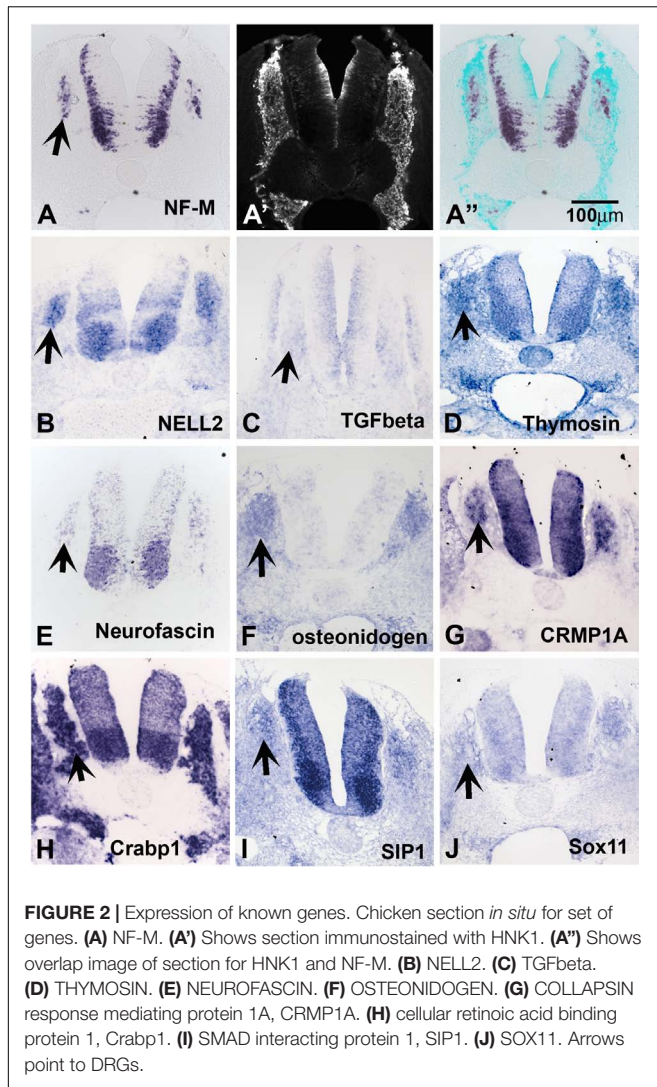 A
NF-M
A'
A"
100μm
B
NELL2
C
TGFbeta
D
Thymosin
E
Neurofascin
F
osteonidogen
G
CRMP1A
H
Crabp1
I
SIP1
J
Sox11
FIGURE 2 | Expression of known genes. Chicken section in situ for set of
genes. (A) NF-M. (A') Shows section immunostained with HNK1. (A") Shows
overlap image of section for HNK1 and NF-M. (B) NELL2. (C) TGFbeta.
(D) THYMOSIN. (E) NEUROFASCIN. (F) OSTEONIDOGEN. (G) COLLAPSIN
response mediating protein 1A, CRMP1A. (H) cellular retinoic acid binding
protein 1, Crabp1. (I) SMAD interacting protein 1, SIP1. (J) SOX11. Arrows
point to DRGs.